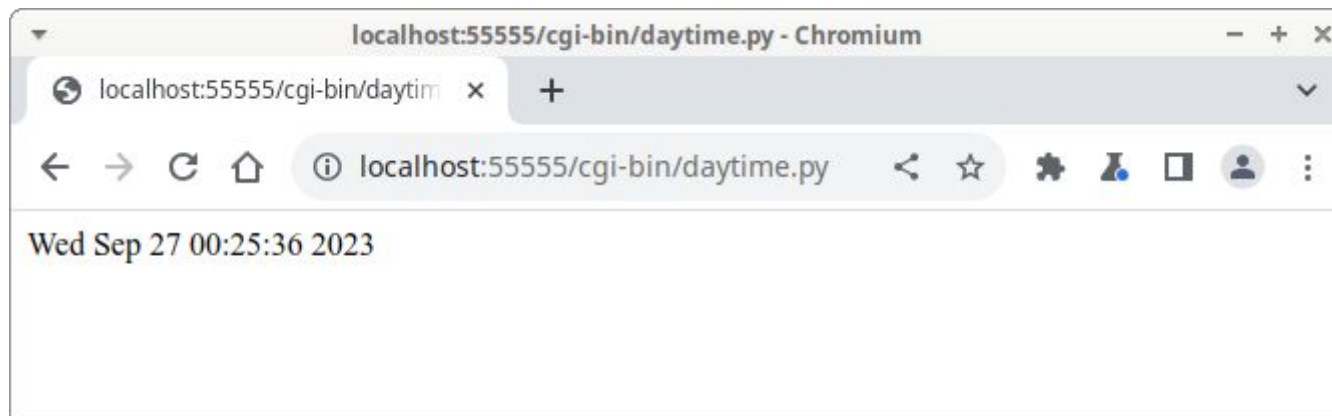 localhost:55555/cgi-bin/daytime.py - Chromium
localhost:55555/cgi-bin/daytim
localhost:55555/cgi-bin/daytime.py
Wed Sep 27 00:25:36 2023